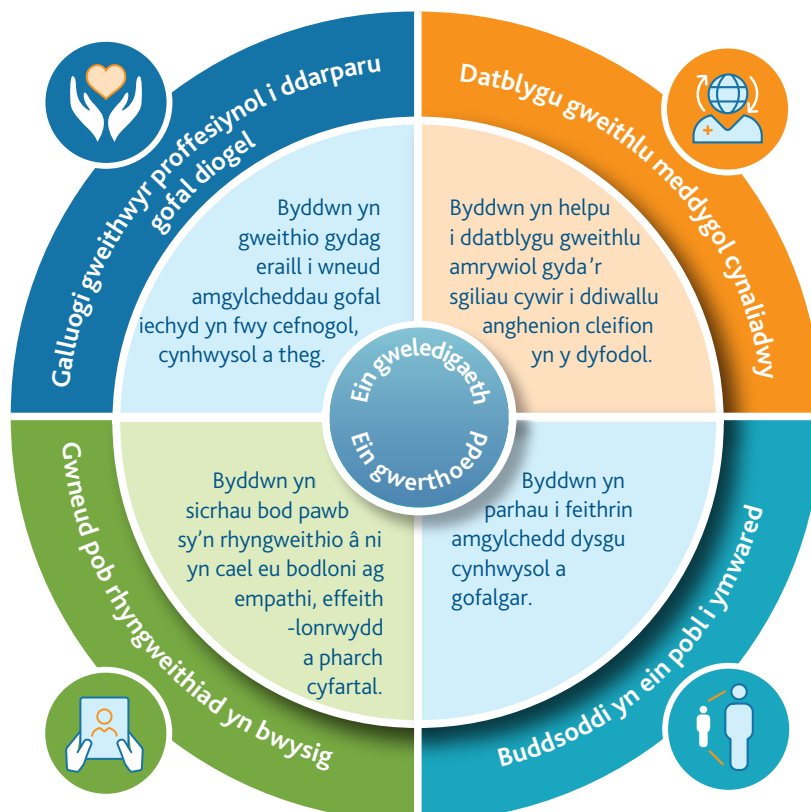 Galluogi gweithwyr proffesiynol i ddarparu
gofal diogel
Byddwn yn
gweithio gydag
eraill i wneud
amgylcheddau gofal
iechyd yn fwy cefnogol,
cynhwysol a theg.
Datblygu gweithlu meddygol cynaliadwy
Byddwn yn helpu
i ddatblygu gweithlu
amrywiol gyda'r
sgiliau cywir i ddiwallu
anghenion cleifion
yn y dyfodol.
Ein gweledigaeth
Ein gwerthoedd
Gwneud pob rhyngweithiad yn bwysig
Byddwn yn
sicrhau bod pawb
sy'n rhyngweithio â ni
yn cael eu bodloni ag
empathi, effeith
-lonrwydd
a pharch
cyfartal.
Buddsoddi yn ein pobl i ymwared
Byddwn yn
parhau i feithrin
amgylchedd dysgu
cynhwysol a
gofalgar.